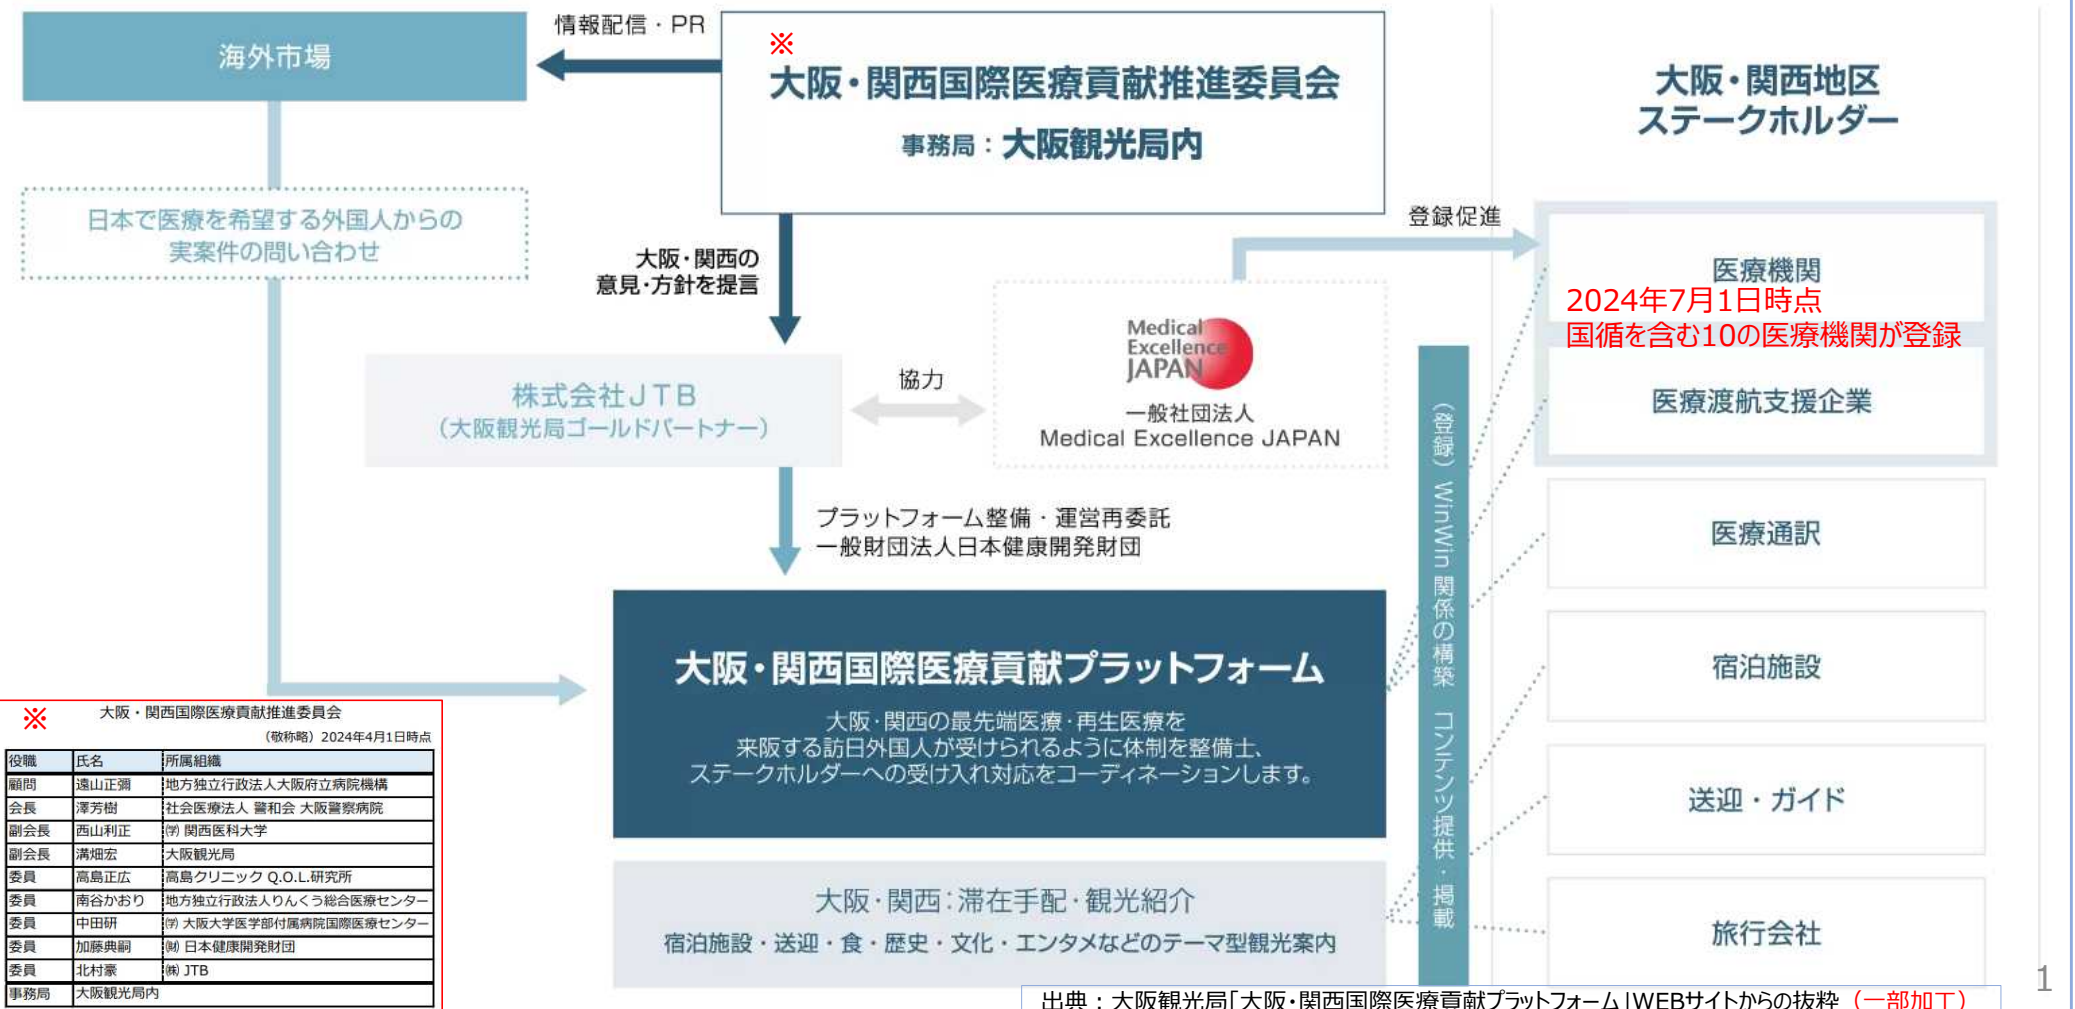 海外市場
情報配信・PR
※
大阪・関西国際医療貢献推進委員会
事務局：大阪観光局内
大阪・関西地区
ステークホルダー
日本で医療を希望する外国人からの
実案件の問い合わせ
大阪・関西の
意見・方針を提言
登録促進
医療機関
2024年7月1日時点
国循を含む10の医療機関が登録
医療渡航支援企業
株式会社JTB
（大阪観光局ゴールドパートナー）
協力
Medical
Excellence
JAPAN
一般社団法人
Medical Excellence JAPAN
プラットフォーム整備・運営再委託
一般財団法人日本健康開発財団
（登録）WinWin関係の構築　コンテンツ提供・掲載
医療通訳
宿泊施設
送迎・ガイド
旅行会社
大阪・関西国際医療貢献プラットフォーム
大阪・関西の最先端医療・再生医療を
来阪する訪日外国人が受けられるように体制を整備士、
ステークホルダーへの受け入れ対応をコーディネーションします。
大阪・関西：滞在手配・観光紹介
宿泊施設・送迎・食・歴史・文化・エンタメなどのテーマ型観光案内
※ 大阪・関西国際医療貢献推進委員会
（敬称略）2024年4月1日時点
役職 氏名 所属組織
顧問 遠山正彌 地方独立行政法人大阪府立病院機構
会長 澤芳樹 社会医療法人 警和会 大阪警察病院
副会長 西山利正 ㈻ 関西医科大学
副会長 溝畑宏 大阪観光局
委員 高島正広 高島クリニック Q.O.L.研究所
委員 南谷かおり 地方独立行政法人りんくう総合医療センター
委員 中田研 ㈻ 大阪大学医学部付属病院国際医療センター
委員 加藤典嗣 ㈶ 日本健康開発財団
委員 北村豪 ㈱ JTB
事務局 大阪観光局内
出典：大阪観光局「大阪・関西国際医療貢献プラットフォーム」WEBサイトからの抜粋（一部加工）
1